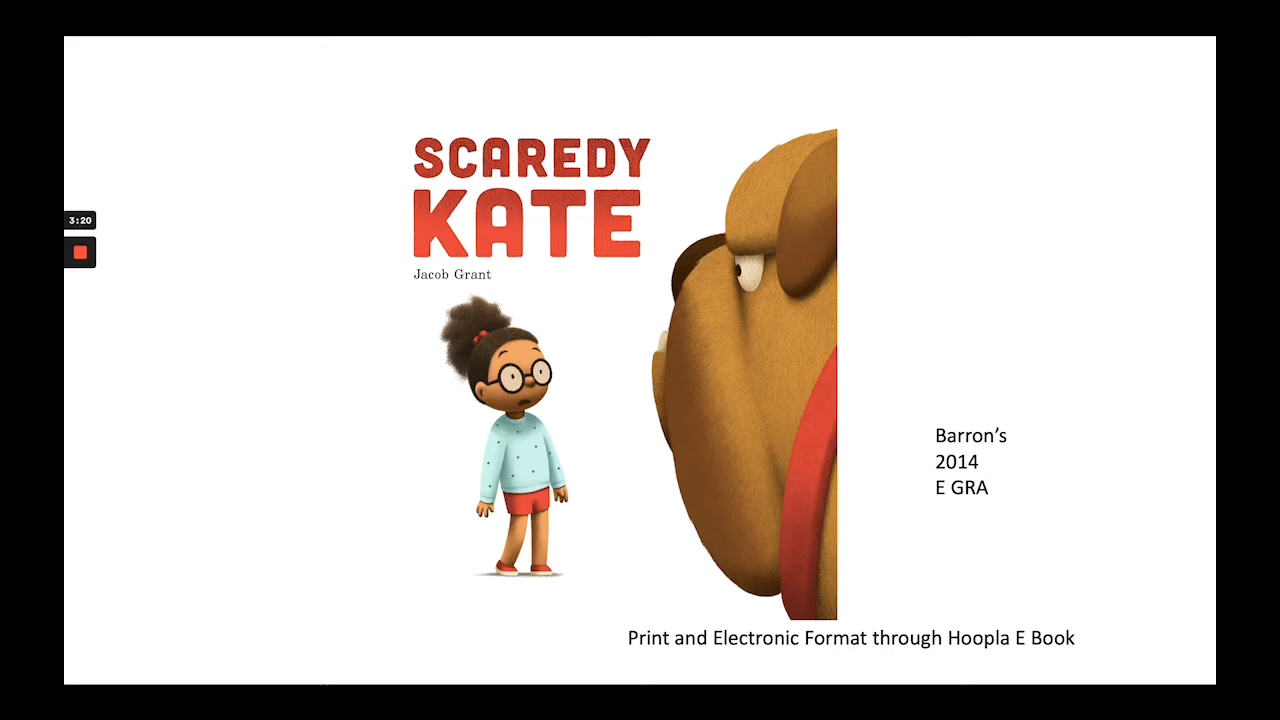 SCAREDY
KATE
Jacob Grant
3:20
Barron's
2014
E GRA
Print and Electronic Format through Hoopla E Book